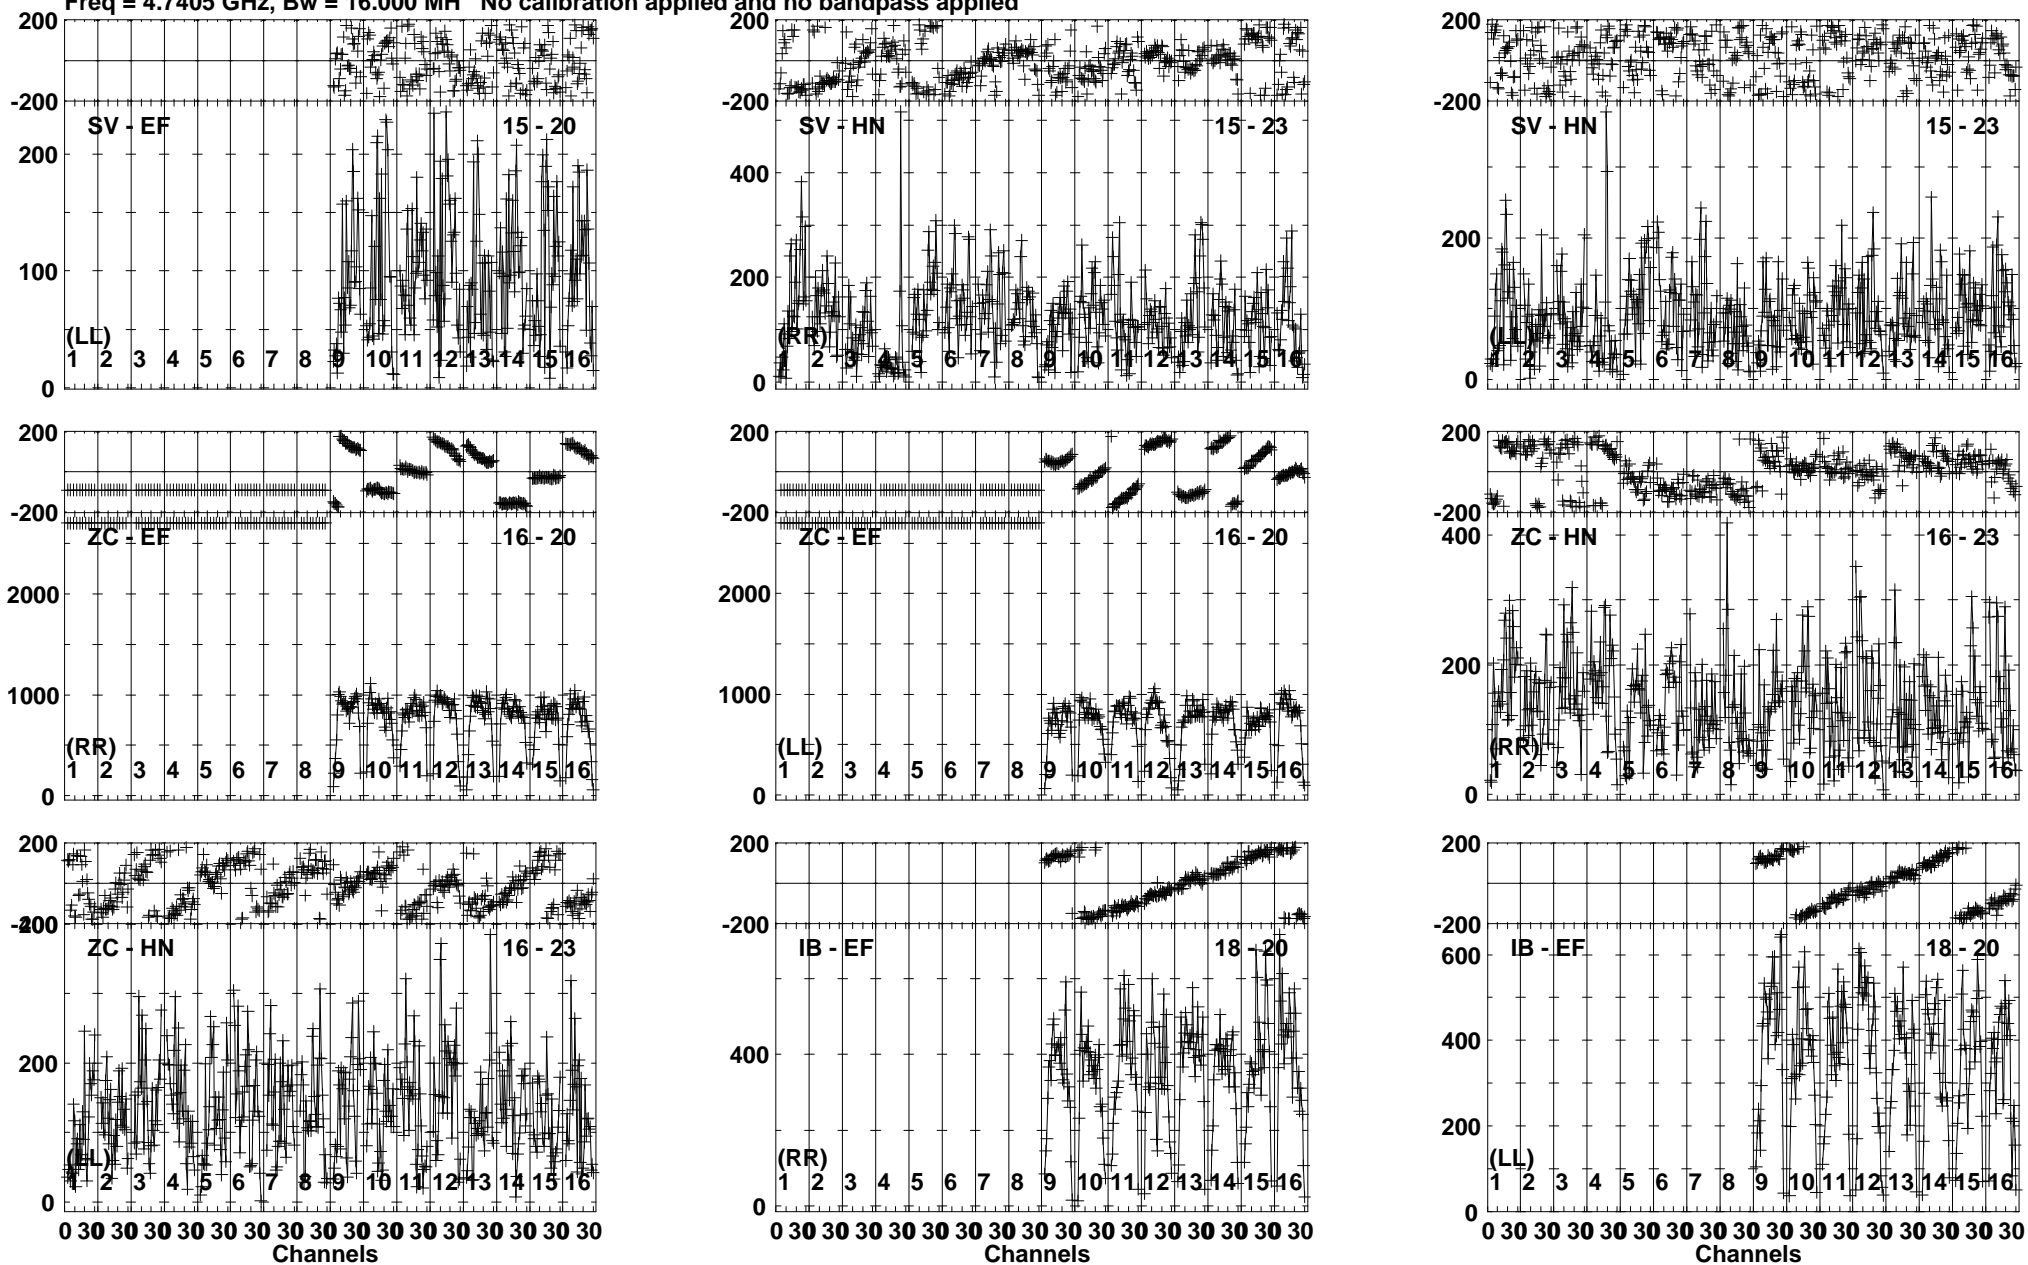 Freq = 4.7405 GHz, Bw = 16.000 MH No calibration applied and no bandpass applied
200
-200
SV - EF 15 - 20
200
100
(LL)
1 2 3 4 5 6 7 8 9 10 11 12 13 14 15 16
0
200
-200
SV - HN 15 - 23
400
200
(RR)
1 2 3 4 5 6 7 8 9 10 11 12 13 14 15 16
0
200
-200
SV - HN 15 - 23
200
(LL)
1 2 3 4 5 6 7 8 9 10 11 12 13 14 15 16
0
200
-200
ZC - EF 16 - 20
2000
1000
(RR)
1 2 3 4 5 6 7 8 9 10 11 12 13 14 15 16
0
200
-200
ZC - EF 16 - 20
2000
1000
(LL)
1 2 3 4 5 6 7 8 9 10 11 12 13 14 15 16
0
200
-200
ZC - HN 16 - 23
400
200
(RR)
1 2 3 4 5 6 7 8 9 10 11 12 13 14 15 16
0
200
ZC - HN 16 - 23
200
(LL)
1 2 3 4 5 6 7 8 9 10 11 12 13 14 15 16
0
0 30 30 30 30 30 30 30 30 30 30 30 30 30 30 30 30
Channels
200
-200
IB - EF 18 - 20
400
(RR)
1 2 3 4 5 6 7 8 9 10 11 12 13 14 15 16
0
0 30 30 30 30 30 30 30 30 30 30 30 30 30 30 30 30
Channels
200
-200
IB - EF 18 - 20
600
400
200
(LL)
1 2 3 4 5 6 7 8 9 10 11 12 13 14 15 16
0
0 30 30 30 30 30 30 30 30 30 30 30 30 30 30 30 30
Channels